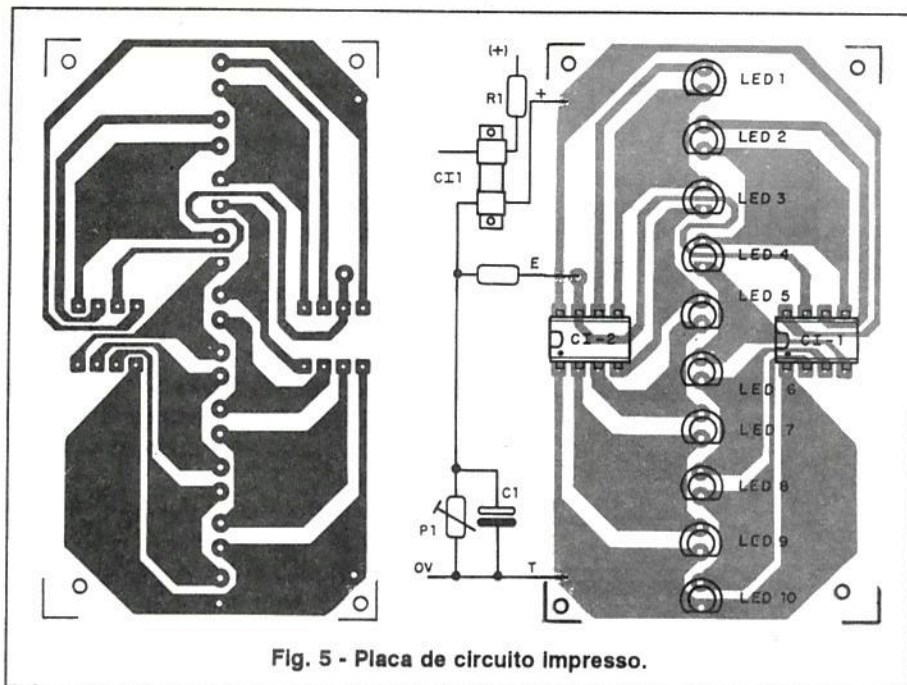 (+)
R1
+
CI1
E
P1
C1
0V
T
LED 1
LED 2
LED 3
LED 4
LED 5
CI-2
CI-1
LED 6
LED 7
LED 8
LED 9
LED 10
Fig. 5 - Placa de circuito impresso.